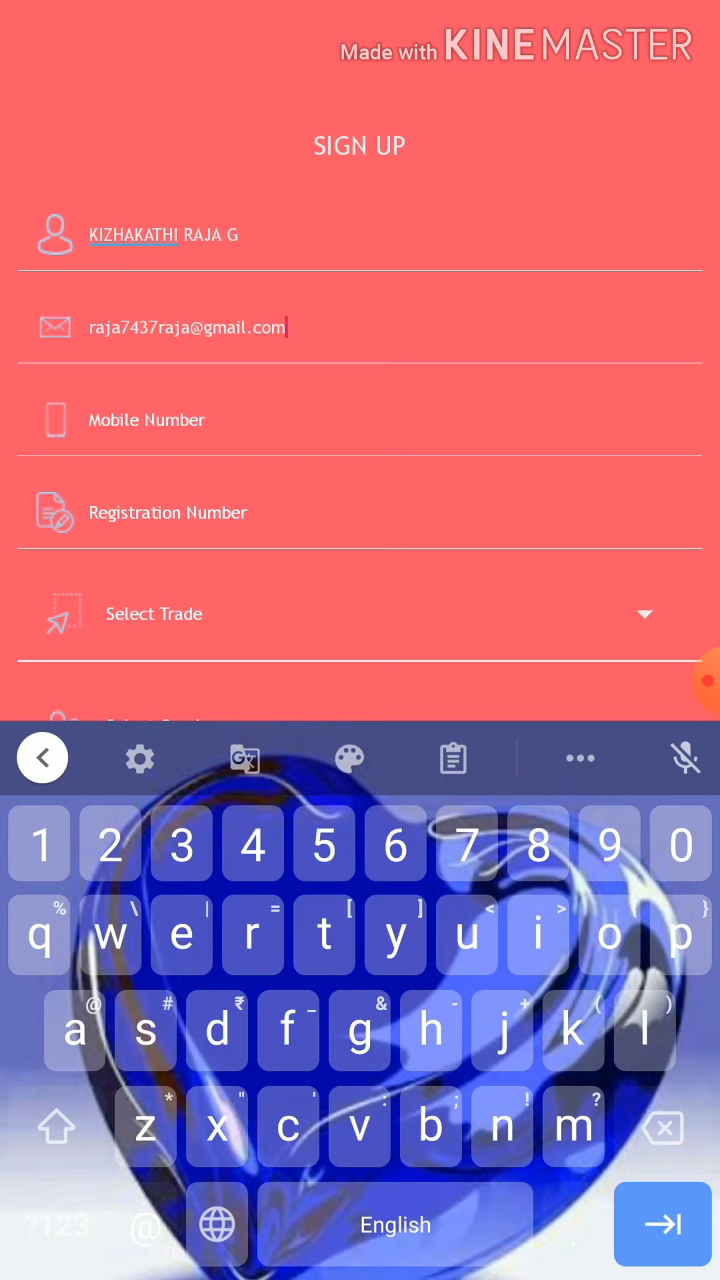 Made with KINEMASTER
SIGN UP
KIZHAKATHI RAJA G
raja7437raja@gmail.com
Mobile Number
Registration Number
Select Trade
1 2 3 4 5 6 7 8 9 0
% \ | = [ ] < > { }
q w e r t y u i o p
@ # ₹ _ & - + ( )
a s d f g h j k l
* " ' : ; ! ?
z x c v b n m
?123 @ English .